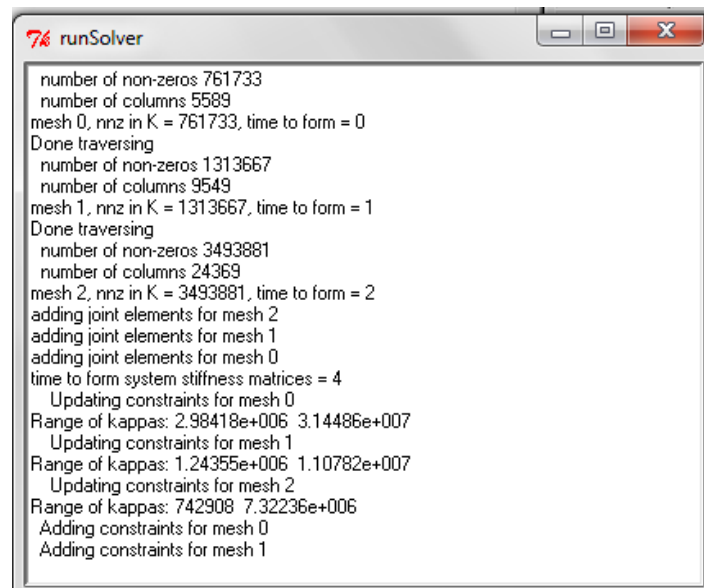 runSolver
number of non-zeros 761733
number of columns 5589
mesh 0, nnz in K = 761733, time to form = 0
Done traversing
number of non-zeros 1313667
number of columns 9549
mesh 1, nnz in K = 1313667, time to form = 1
Done traversing
number of non-zeros 3493881
number of columns 24369
mesh 2, nnz in K = 3493881, time to form = 2
adding joint elements for mesh 2
adding joint elements for mesh 1
adding joint elements for mesh 0
time to form system stiffness matrices = 4
Updating constraints for mesh 0
Range of kappas: 2.98418e+006 3.14486e+007
Updating constraints for mesh 1
Range of kappas: 1.24355e+006 1.10782e+007
Updating constraints for mesh 2
Range of kappas: 742908 7.32236e+006
Adding constraints for mesh 0
Adding constraints for mesh 1